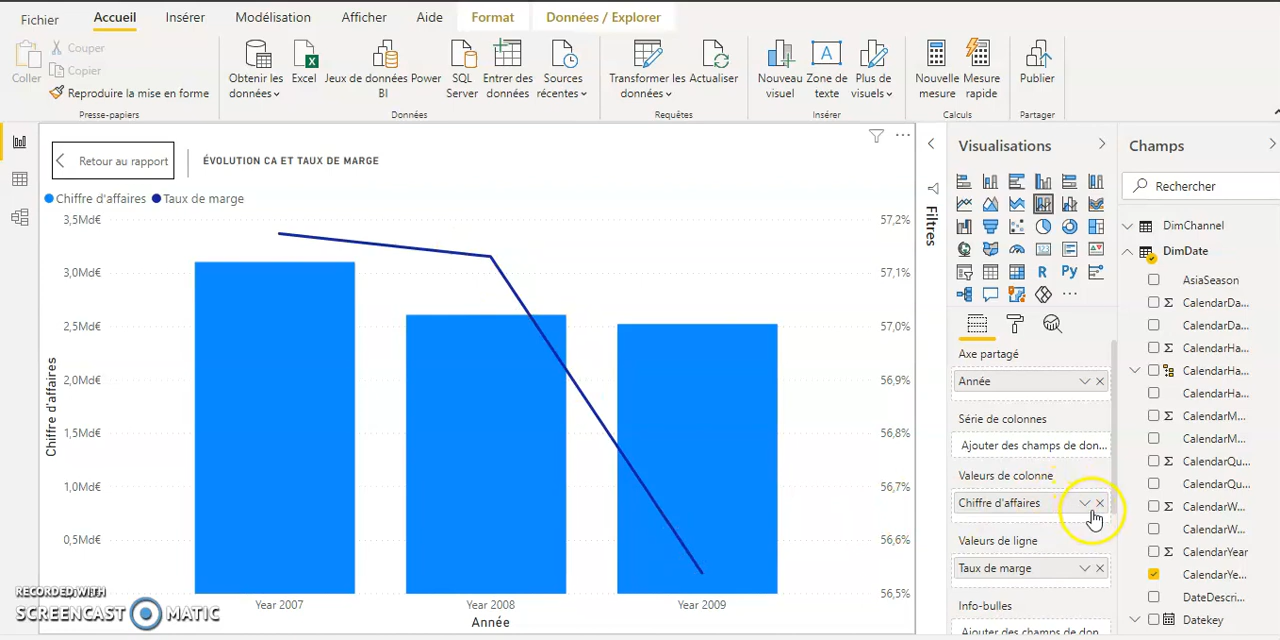 Fichier
Accueil
Insérer
Modélisation
Afficher
Aide
Format
Données / Explorer
Coller
Couper
Copier
Reproduire la mise en forme
Presse-papiers
Obtenir les
données
Excel
Jeux de données Power
BI
SQL
Server
Entrer des
données
Sources
récentes
Données
Transformer les
données
Actualiser
Requêtes
Nouveau
visuel
A
Zone de
texte
Plus de
visuels
Insérer
Nouvelle
mesure
Mesure
rapide
Calculs
Publier
Partager
Retour au rapport
ÉVOLUTION CA ET TAUX DE MARGE
Chiffre d'affaires
Taux de marge
3,5Md€
3,0Md€
2,5Md€
2,0Md€
1,5Md€
1,0Md€
0,5Md€
Chiffre d'affaires
57,2%
57,1%
57,0%
56,9%
56,8%
56,7%
56,6%
56,5%
Year 2007
Year 2008
Year 2009
Année
RECORDED WITH
SCREENCAST MATIC
Filtres
Visualisations
R
Py
Axe partagé
Année
Série de colonnes
Ajouter des champs de don...
Valeurs de colonne
Chiffre d'affaires
Valeurs de ligne
Taux de marge
Info-bulles
Ajouter des champs de don...
Champs
Rechercher
DimChannel
DimDate
AsiaSeason
Σ CalendarDa...
CalendarDa...
Σ CalendarHa...
CalendarHa...
CalendarHa...
Σ CalendarM...
CalendarM...
Σ CalendarQu...
CalendarQu...
Σ CalendarW...
CalendarW...
Σ CalendarYear
CalendarYe...
DateDescri...
Datekey